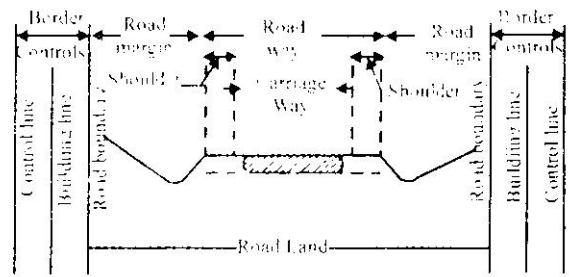 Border Road Road Road Border
Controls margin way margin Controls
Shoulder Carriage Way Shoulder
Control line
Building line
Road boundary
Road boundary
Building line
Control line
Road Land